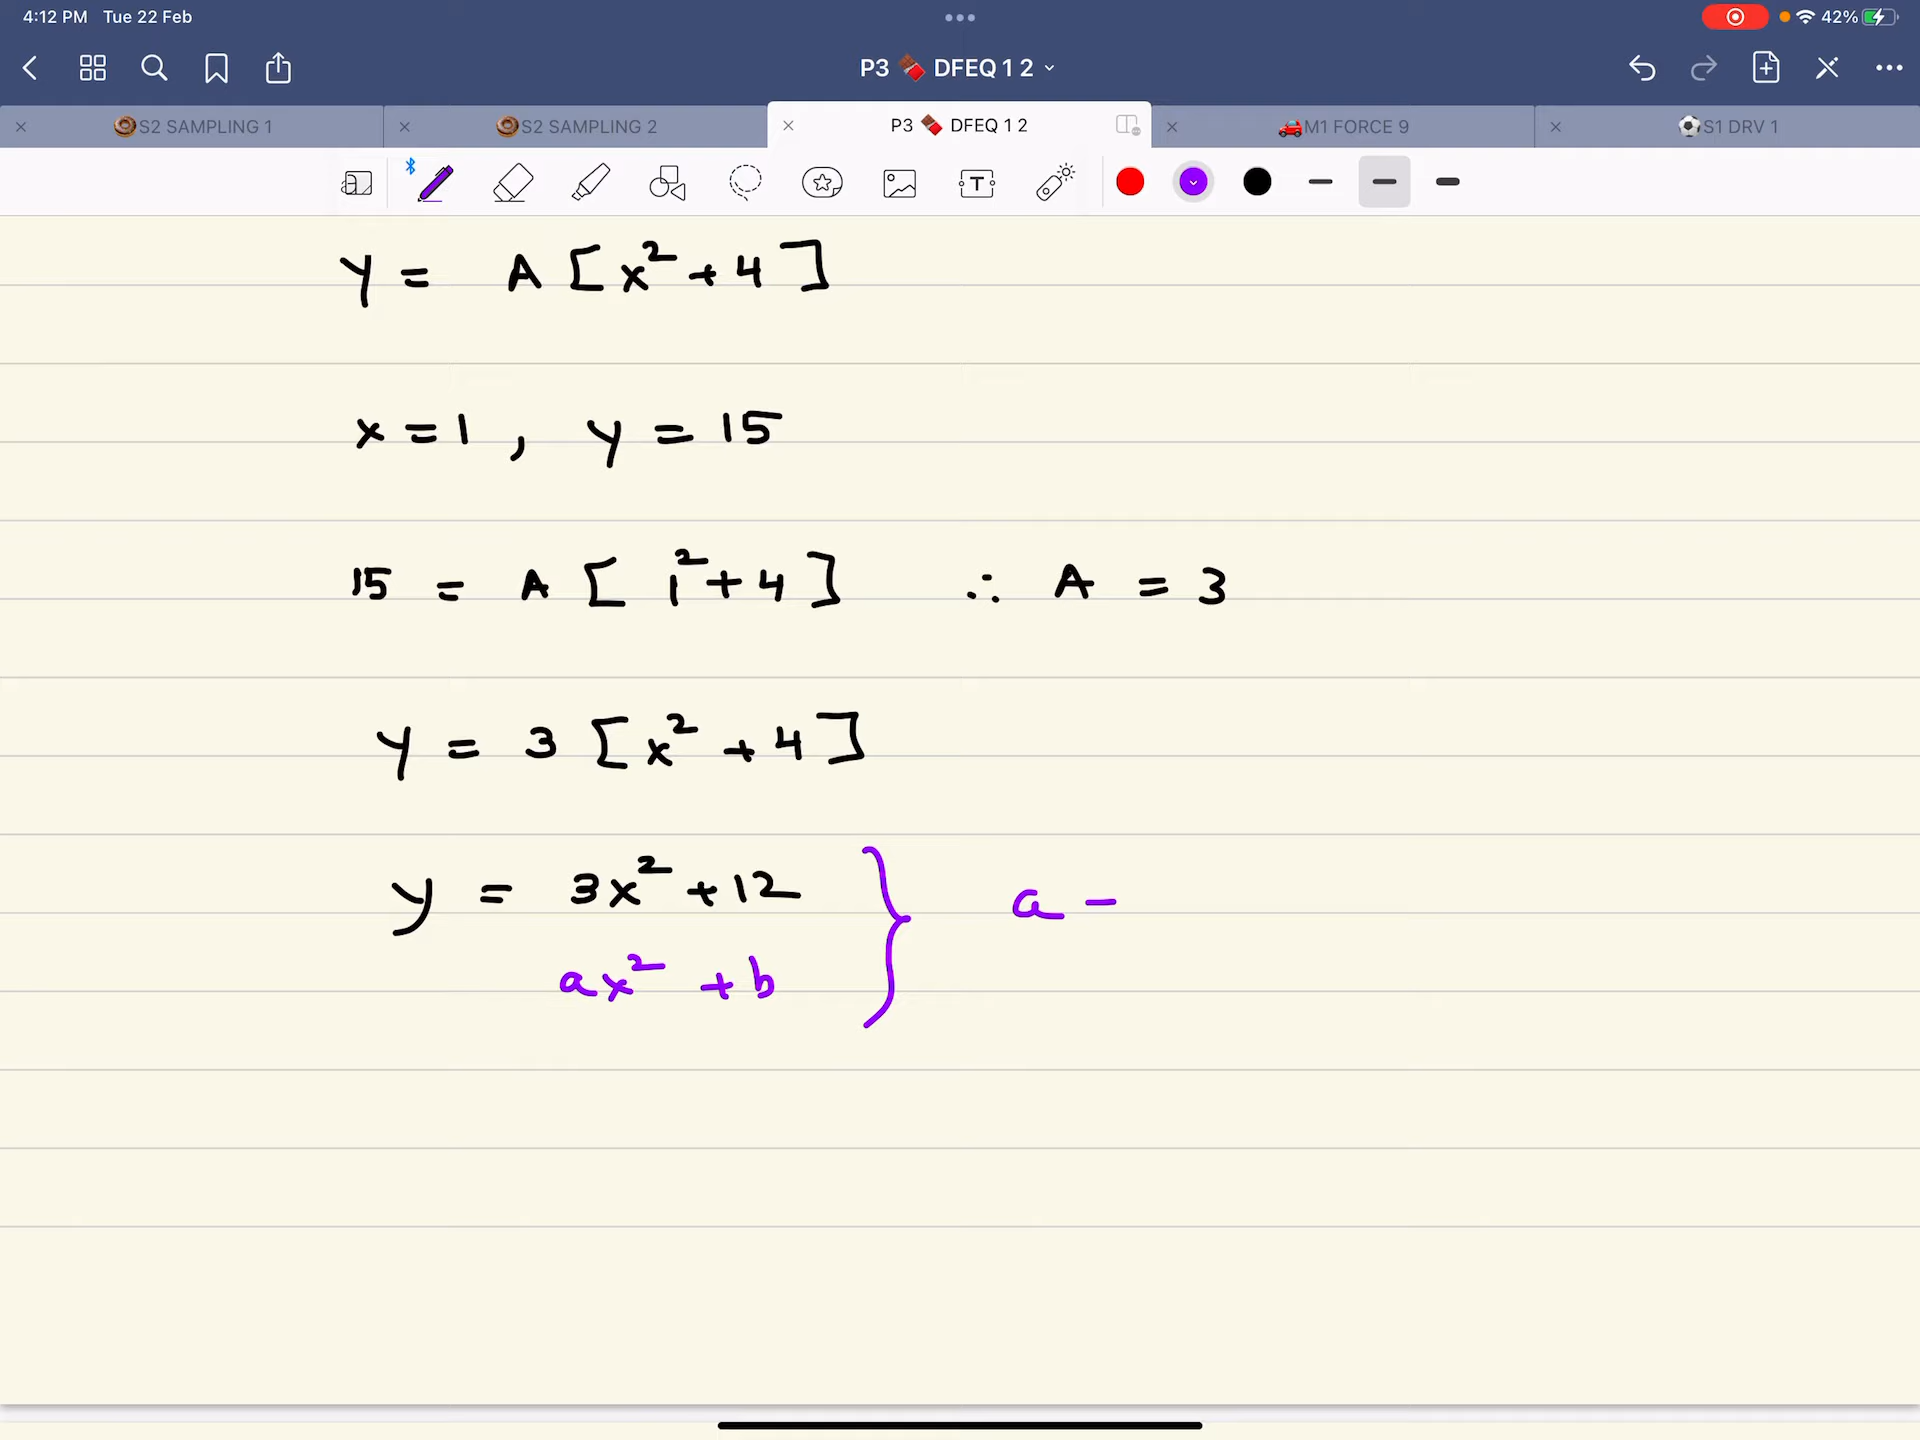 4:12 PM Tue 22 Feb
42%
P3 🍫 DFEQ 1 2
S2 SAMPLING 1
S2 SAMPLING 2
P3 🍫 DFEQ 1 2
M1 FORCE 9
S1 DRV 1
y = A [x² + 4]
x = 1 , y = 15
15 = A [ 1² + 4 ] ∴ A = 3
y = 3 [x² + 4]
y = 3x² + 12
ax² + b } a -